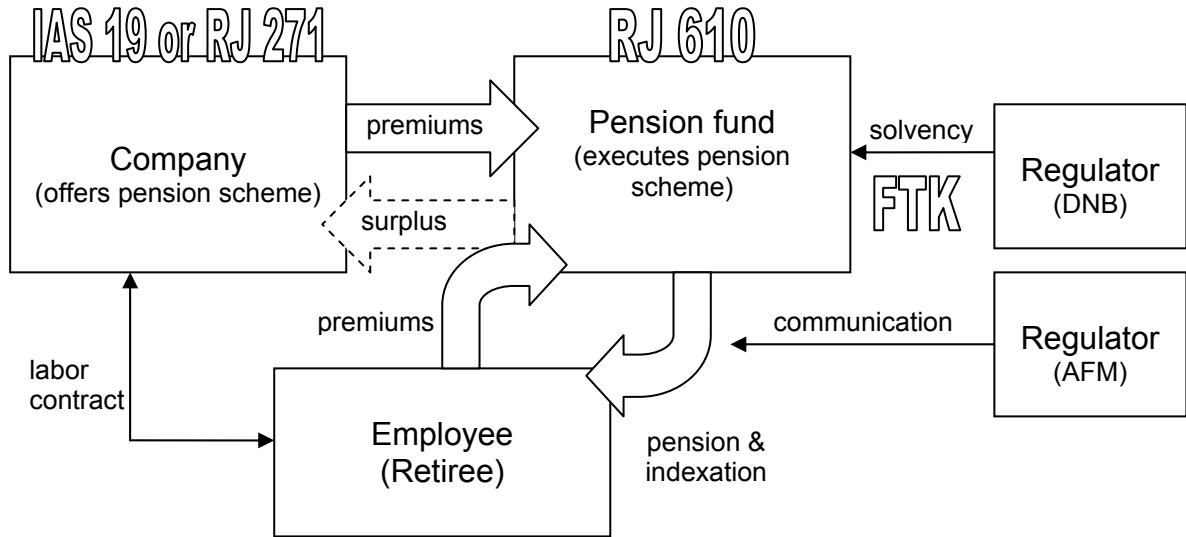 IAS 19 or RJ 271
RJ 610
Company
(offers pension scheme)
premiums
surplus
Pension fund
(executes pension
scheme)
solvency
FTK
Regulator
(DNB)
premiums
communication
Regulator
(AFM)
labor
contract
Employee
(Retiree)
pension &
indexation